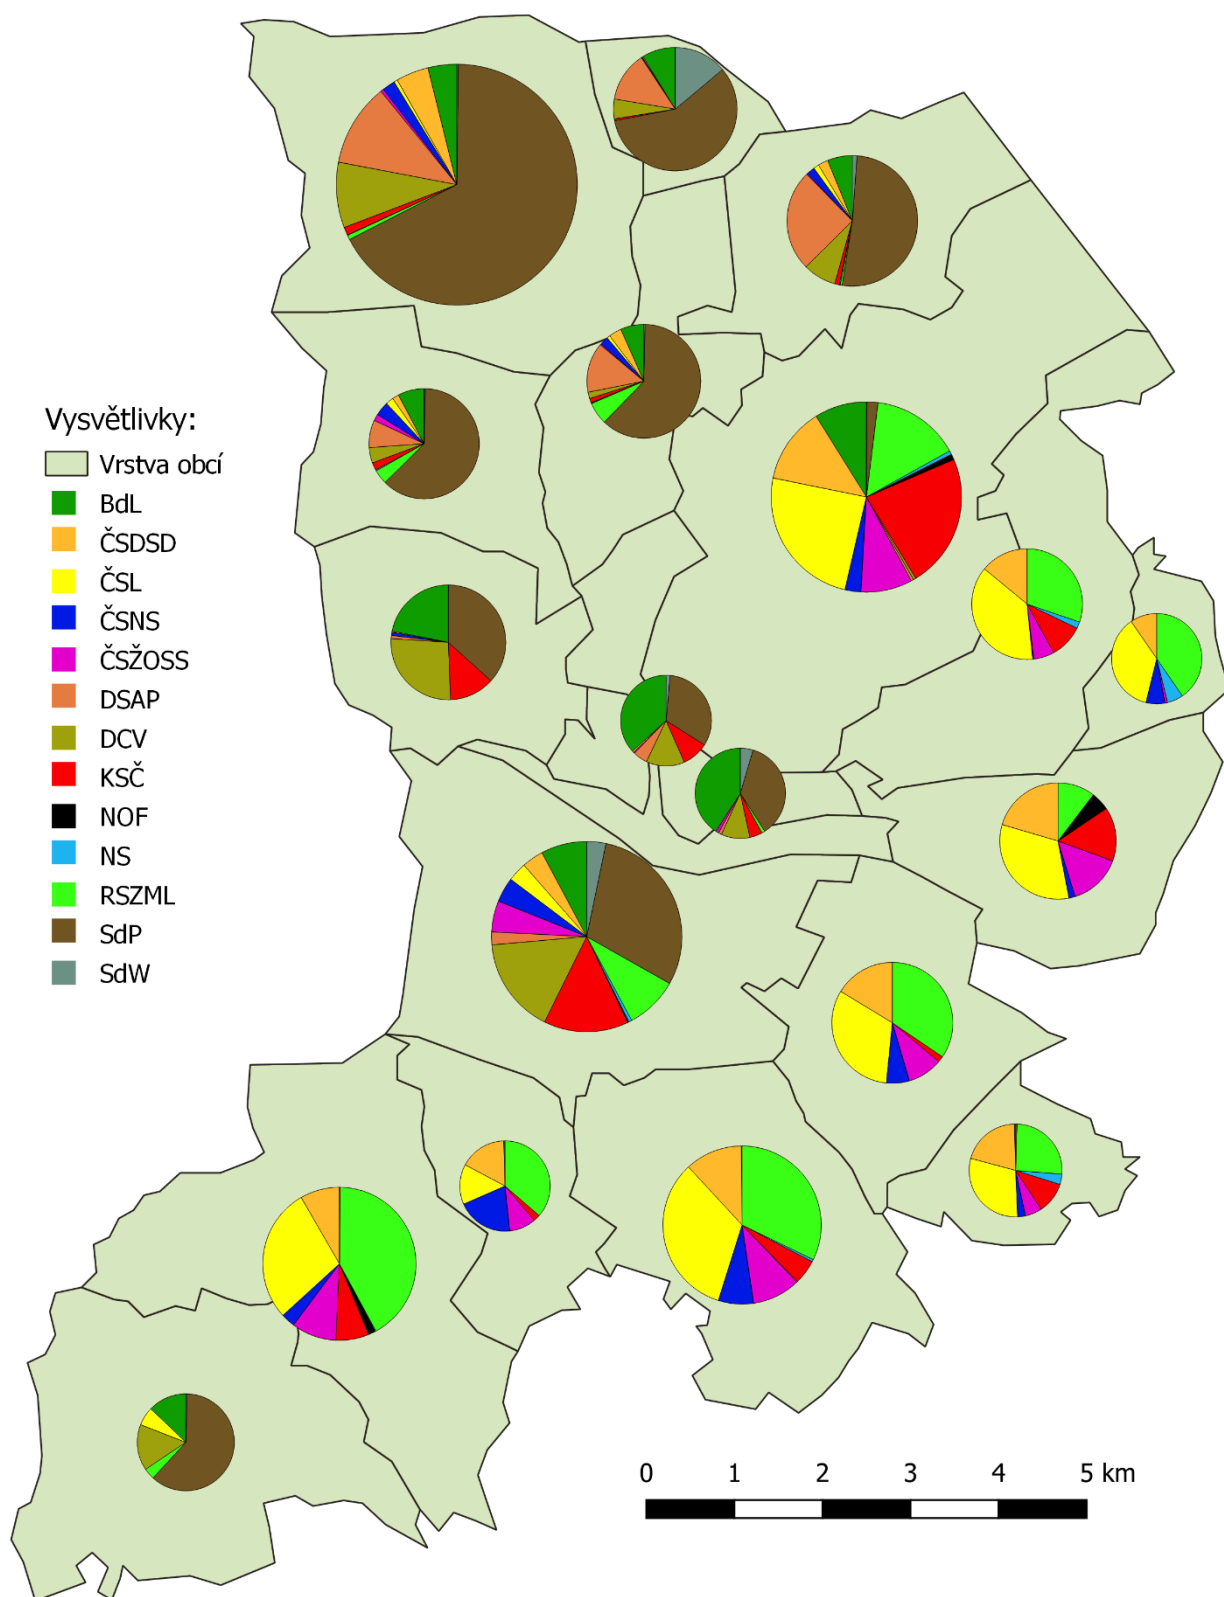 Vysvětlivky:
Vrstva obcí
BdL
ČSDSD
ČSL
ČSNS
ČSŽOSS
DSAP
DCV
KSČ
NOF
NS
RSZML
SdP
SdW
0 1 2 3 4 5 km